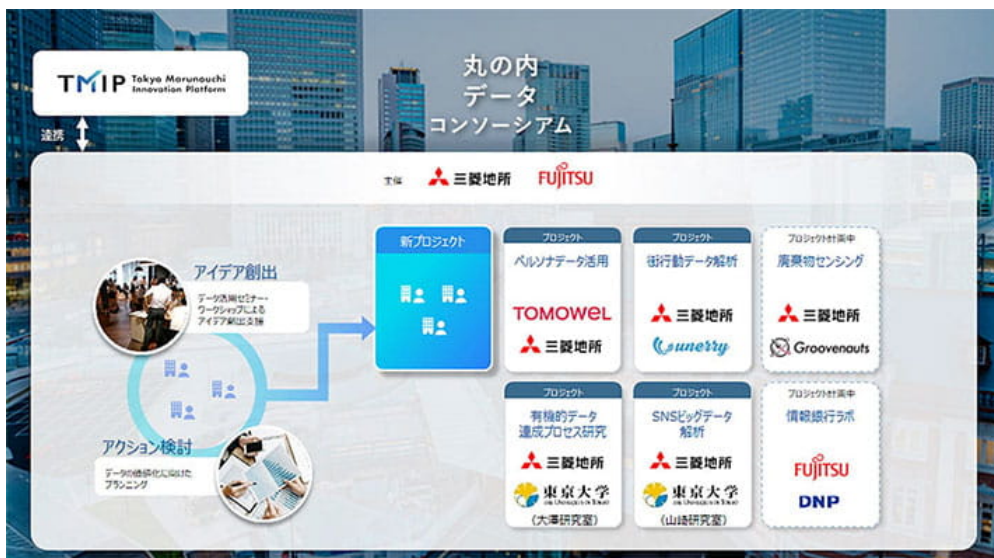 TMIP Tokyo Marunouchi
Innovation Platform
連携
丸の内
データ
コンソーシアム
主催
三菱地所
FUJITSU
アイデア創出
データ活用セミナー・
ワークショップによる
アイデア創出支援
アクション検討
データの価値化に向けた
プランニング
新プロジェクト
プロジェクト
ペルソナデータ活用
TOMOWEL
三菱地所
プロジェクト
街行動データ解析
三菱地所
unerry
プロジェクト計画中
廃棄物センシング
三菱地所
Groovenauts
プロジェクト
有機的データ
達成プロセス研究
三菱地所
東京大学
THE UNIVERSITY OF TOKYO
(大澤研究室)
プロジェクト
SNSビッグデータ
解析
三菱地所
東京大学
THE UNIVERSITY OF TOKYO
(山崎研究室)
プロジェクト計画中
情報銀行ラボ
FUJITSU
DNP